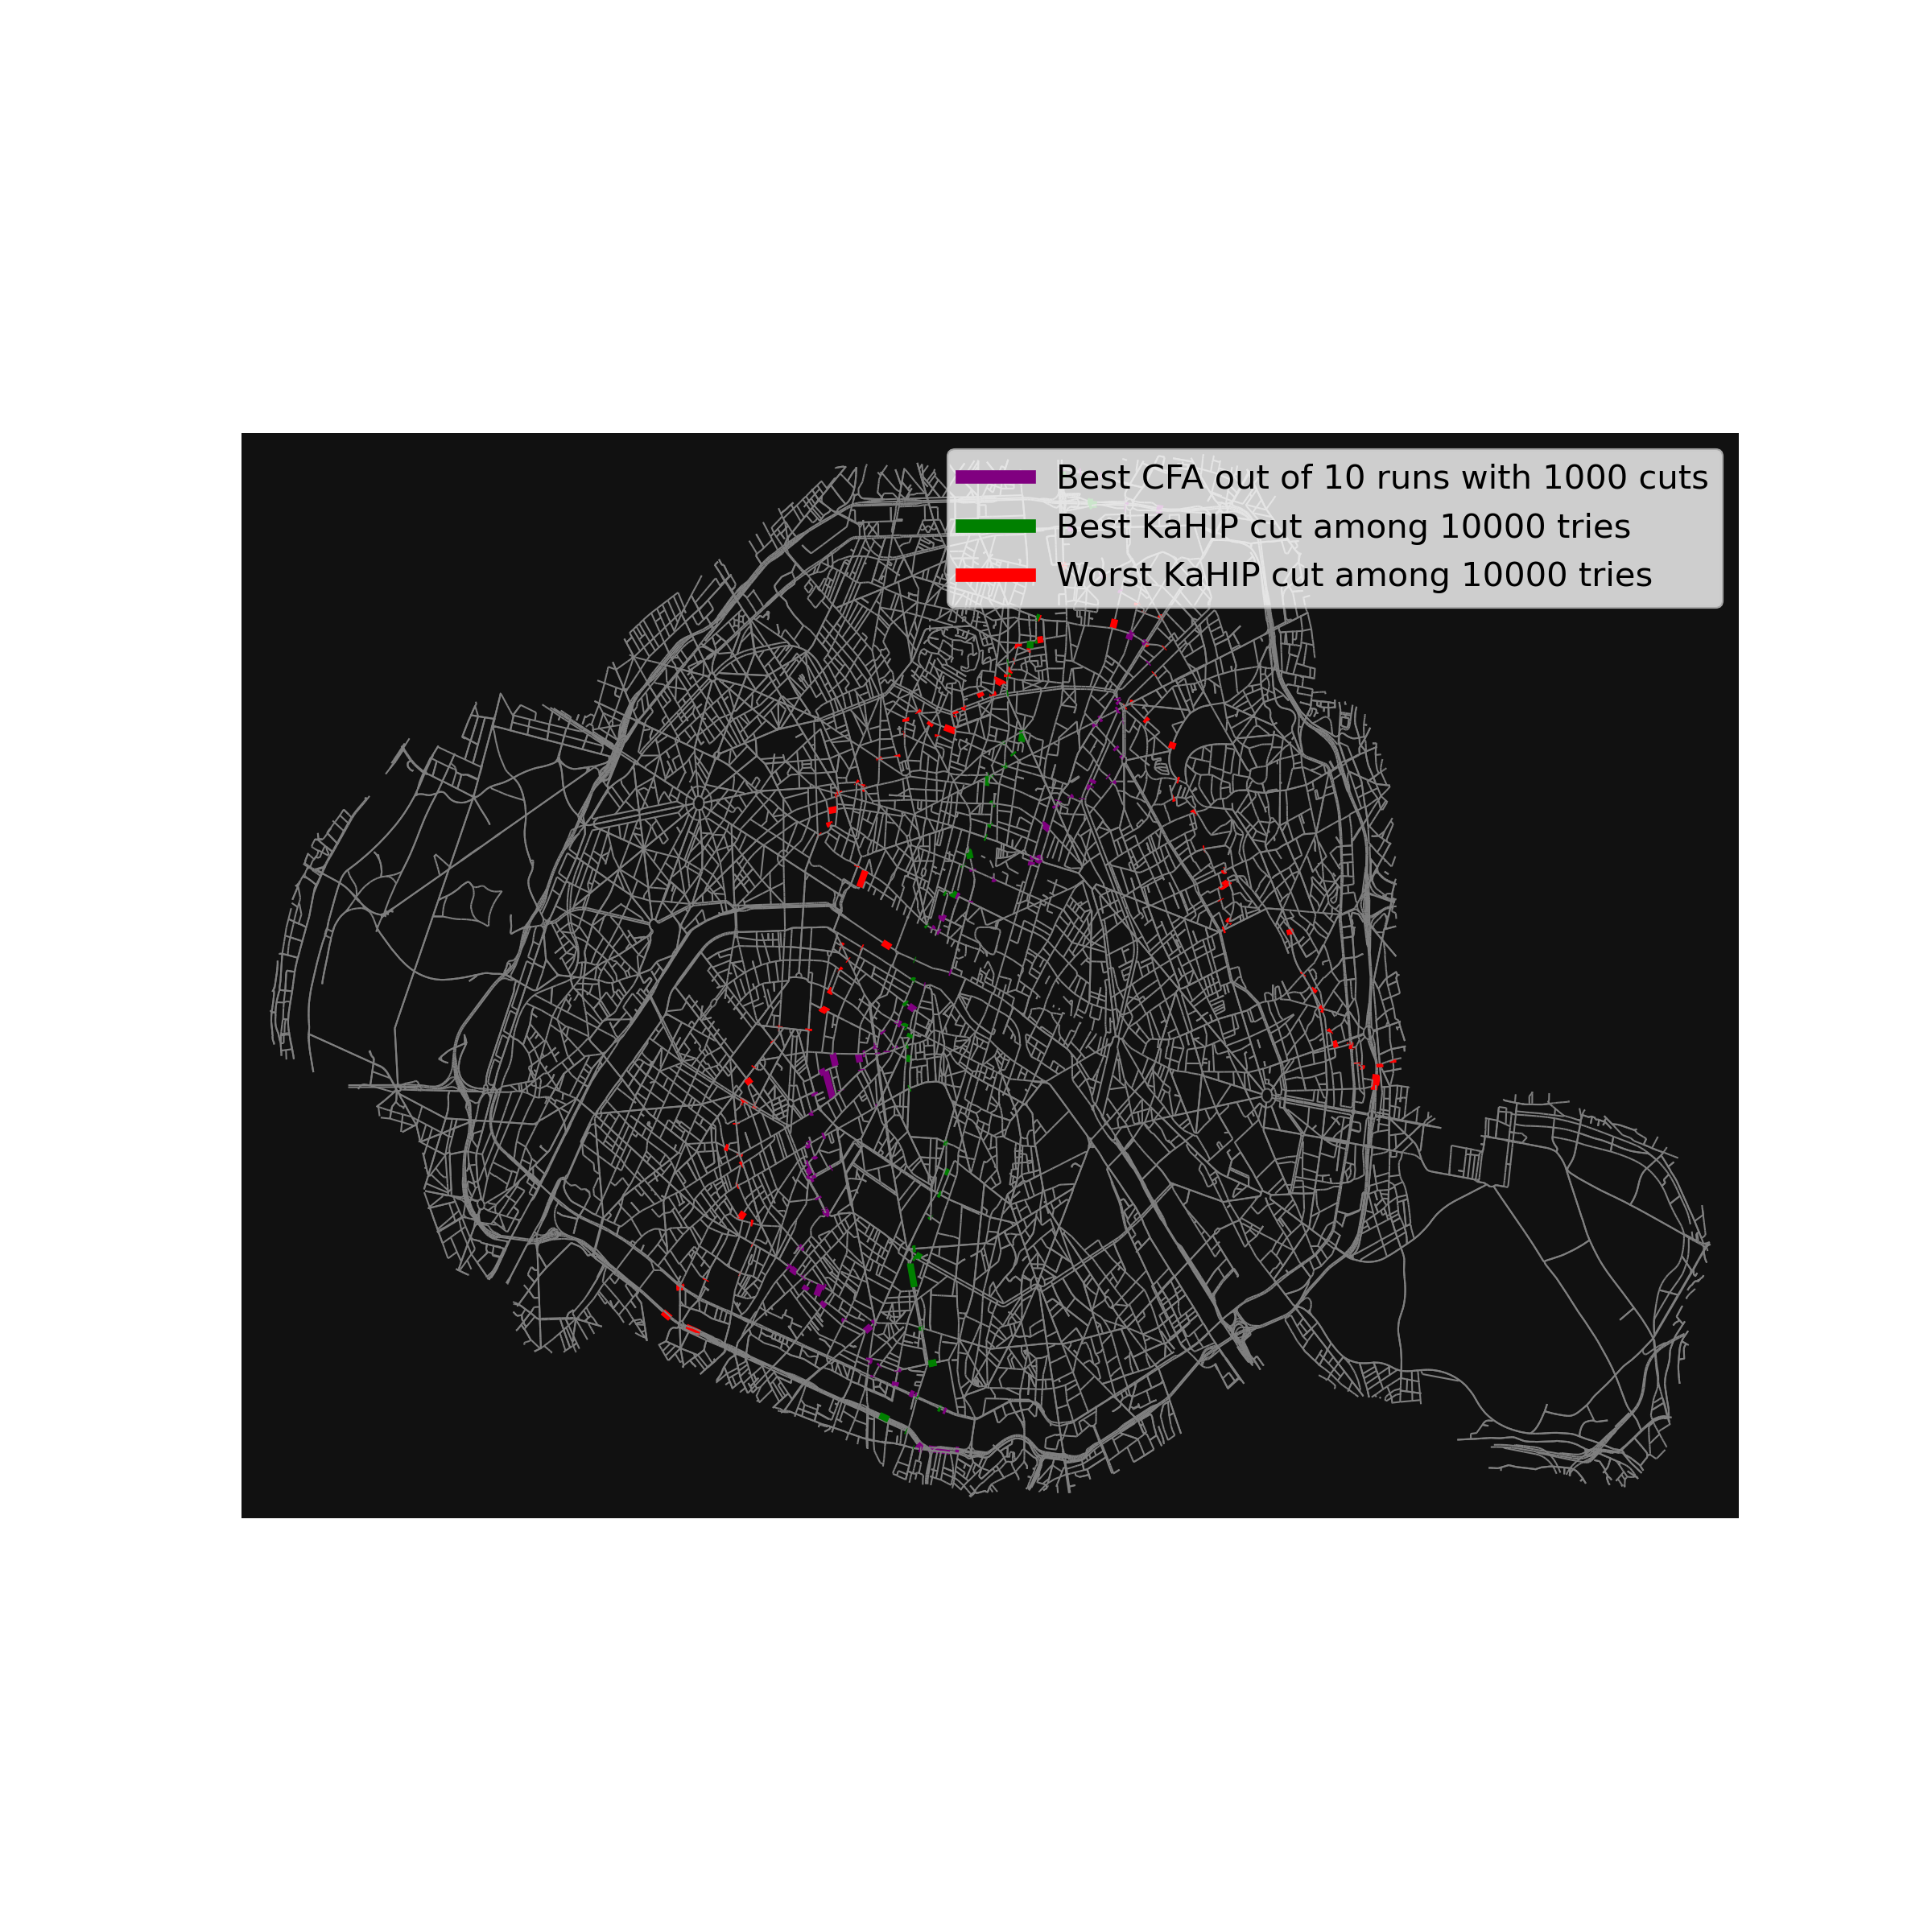 Best CFA out of 10 runs with 1000 cuts
Best KaHIP cut among 10000 tries
Worst KaHIP cut among 10000 tries